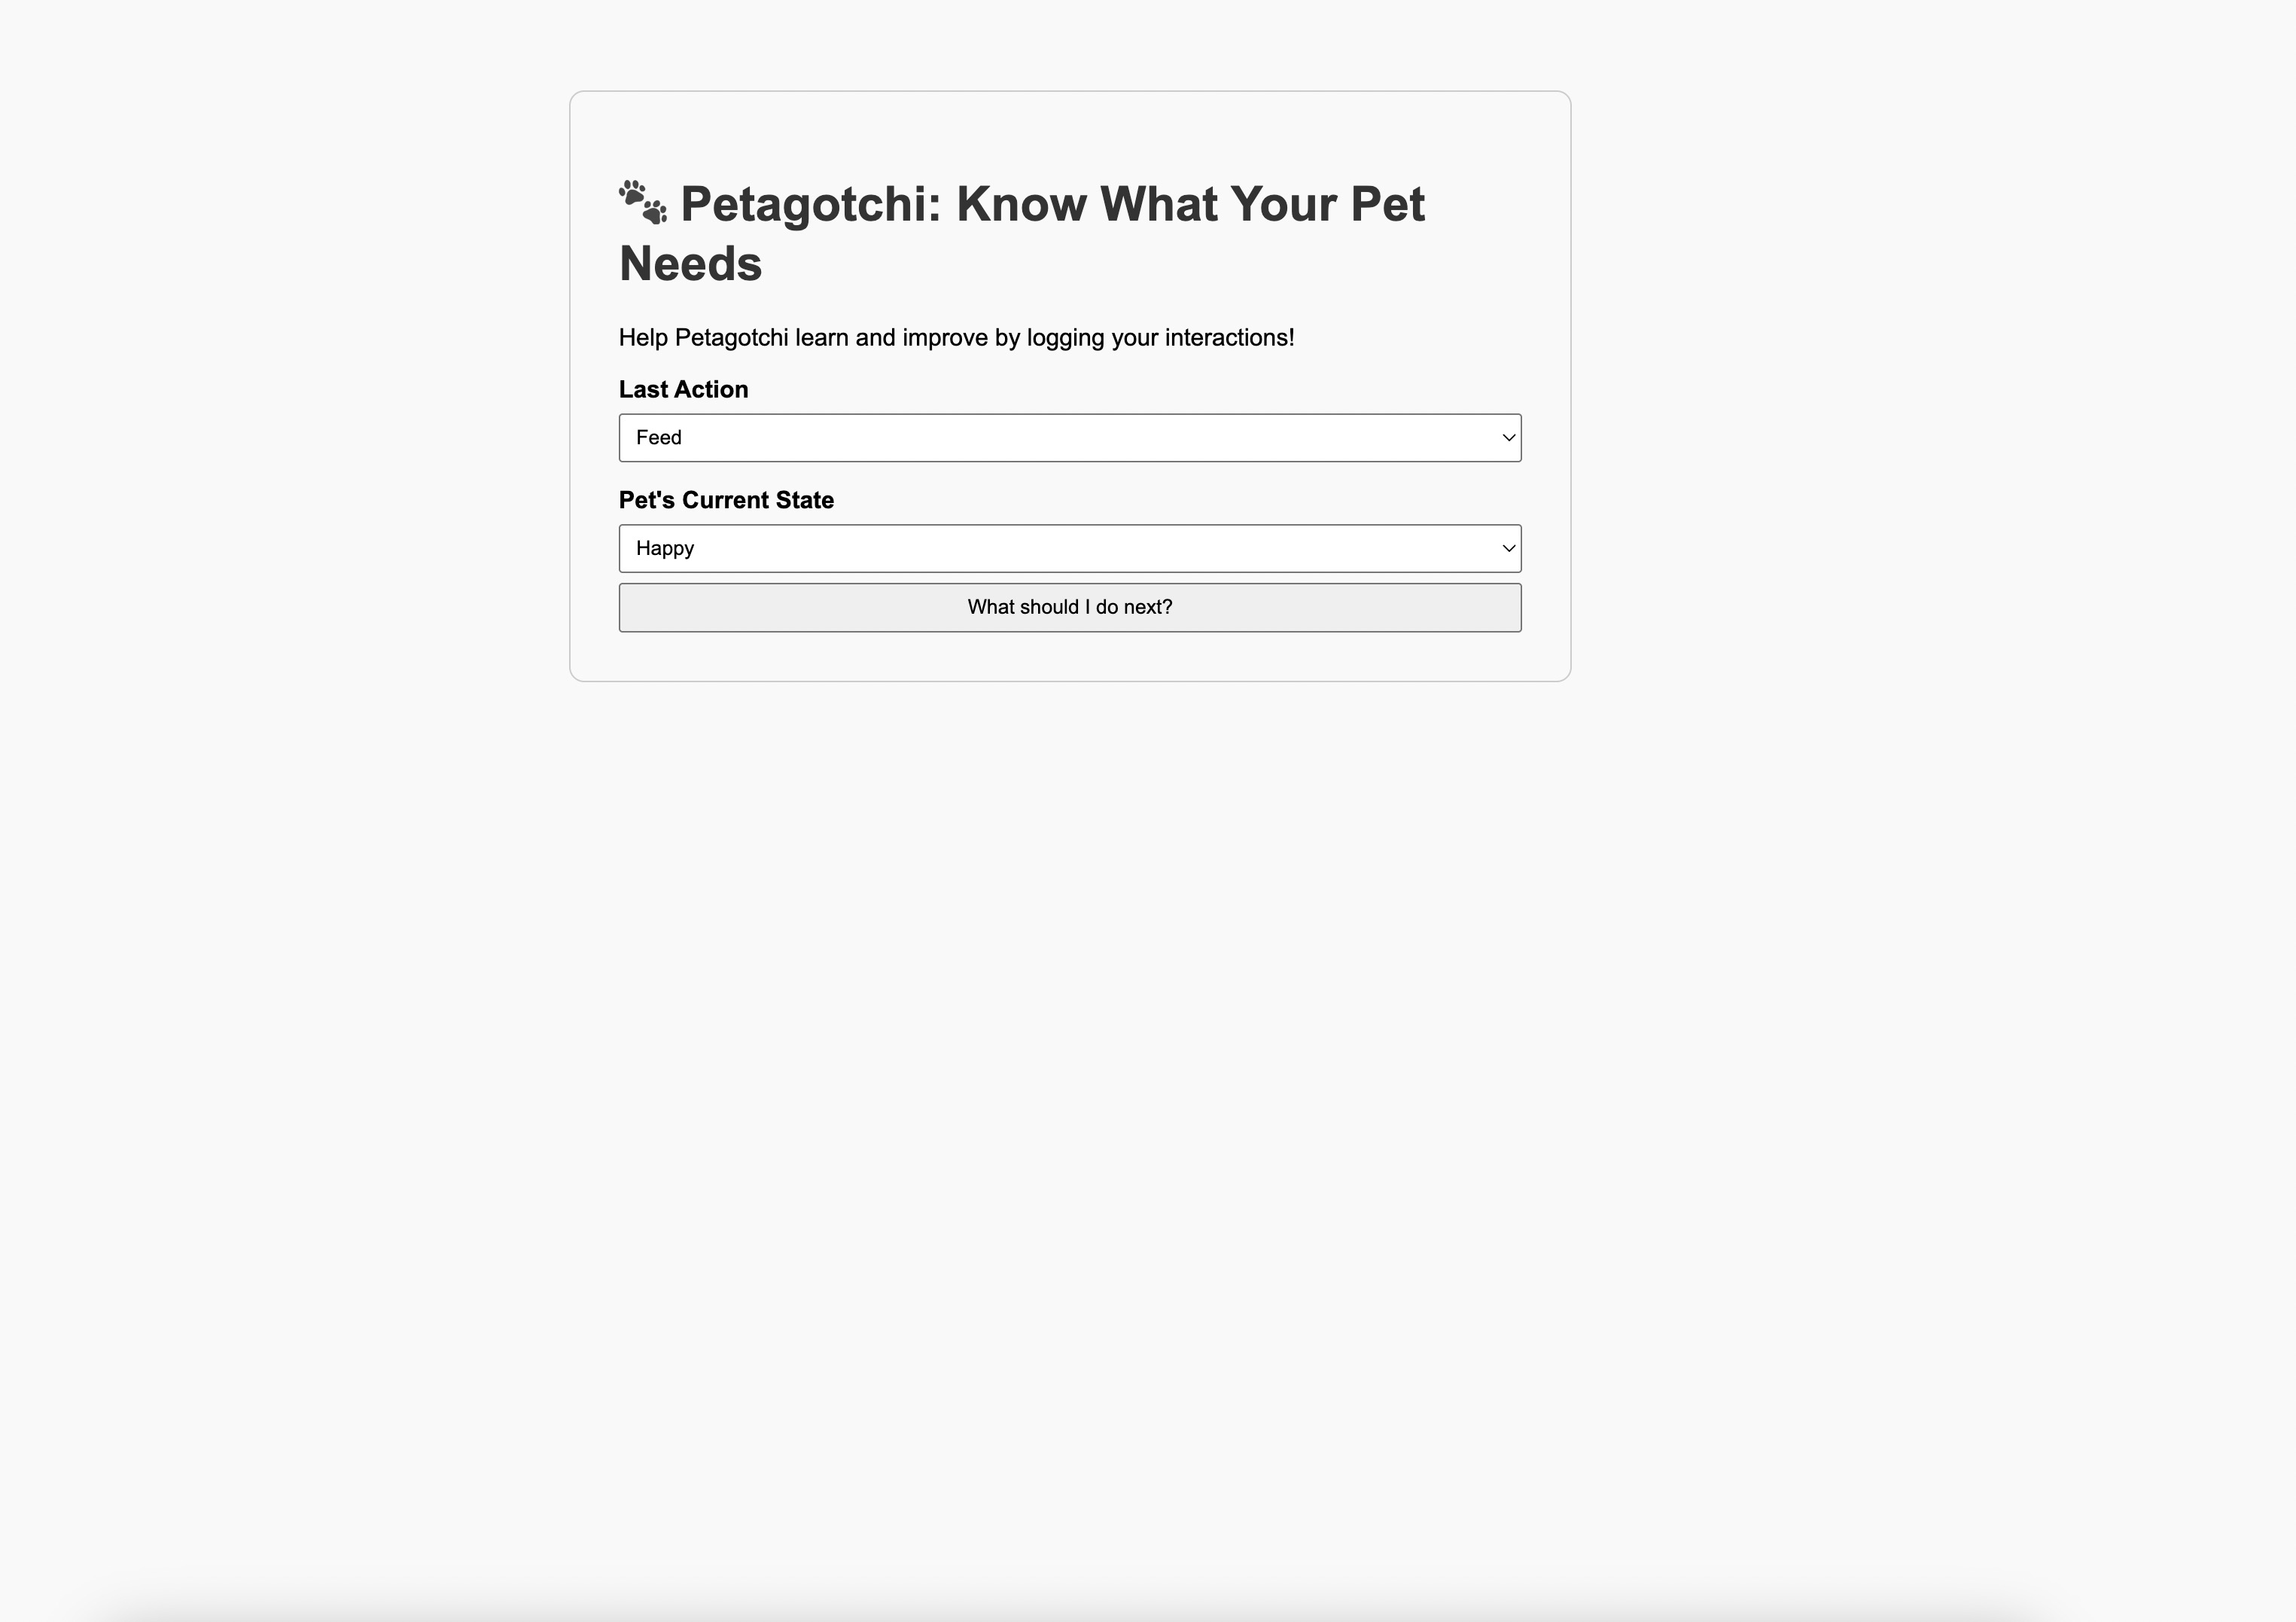 Petagotchi: Know What Your Pet
Needs
Help Petagotchi learn and improve by logging your interactions!
Last Action
Feed
Pet's Current State
Happy
What should I do next?